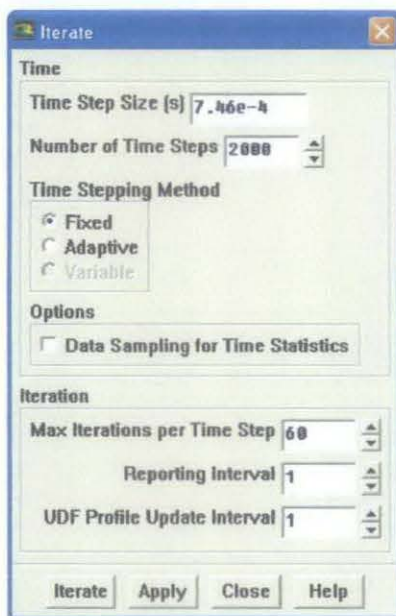 Iterate
Time
Time Step Size (s) 7.46e-4
Number of Time Steps 2000
Time Stepping Method
Fixed
Adaptive
Variable
Options
Data Sampling for Time Statistics
Iteration
Max Iterations per Time Step 60
Reporting Interval 1
UDF Profile Update Interval 1
Iterate Apply Close Help